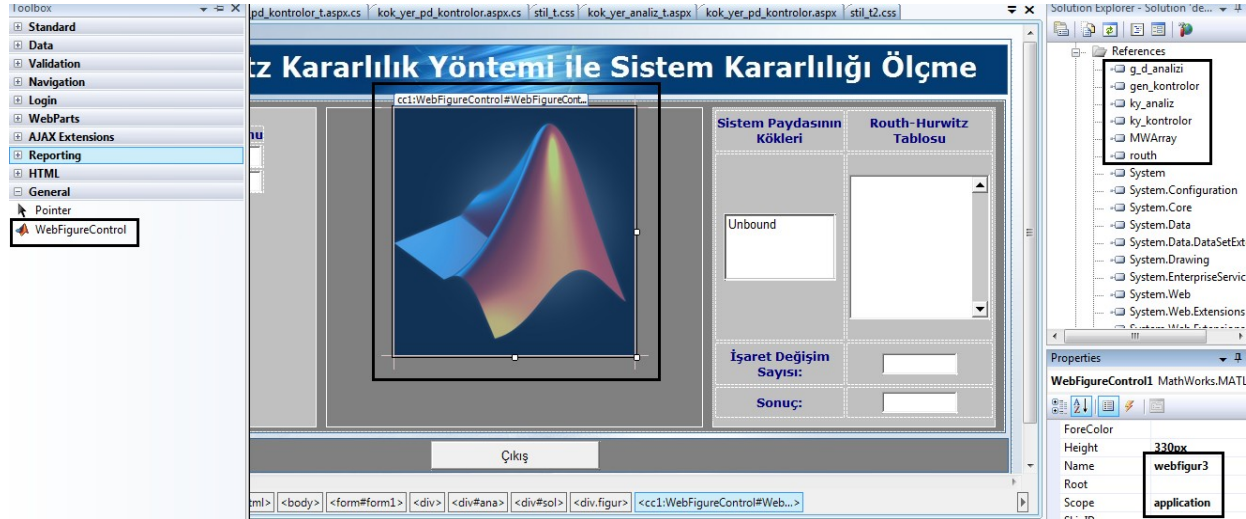 Toolbox
Standard
Data
Validation
Navigation
Login
WebParts
AJAX Extensions
Reporting
HTML
General
Pointer
WebFigureControl
pd_kontrolor_t.aspx.cs kok_yer_pd_kontrolor.aspx.cs stil_t.css kok_yer_analiz_t.aspx kok_yer_pd_kontrolor.aspx stil_t2.css
tz Kararlılık Yöntemi ile Sistem Kararlılığı Ölçme
cc1:WebFigureControl#WebFigureCont...
nu
Sistem Paydasının
Kökleri
Routh-Hurwitz
Tablosu
Unbound
İşaret Değişim
Sayısı:
Sonuç:
Çıkış
<body> <form#form1> <div> <div#ana> <div#sol> <div.figur> <cc1:WebFigureControl#Web...>
Solution Explorer - Solution 'de...
References
g_d_analizi
gen_kontrolor
ky_analiz
ky_kontrolor
MWArray
routh
System
System.Configuration
System.Core
System.Data
System.Data.DataSetExt
System.Drawing
System.EnterpriseServic
System.Web
System.Web.Extensions
Properties
WebFigureControl1 MathWorks.MATL
ForeColor
Height 330px
Name webfigur3
Root
Scope application